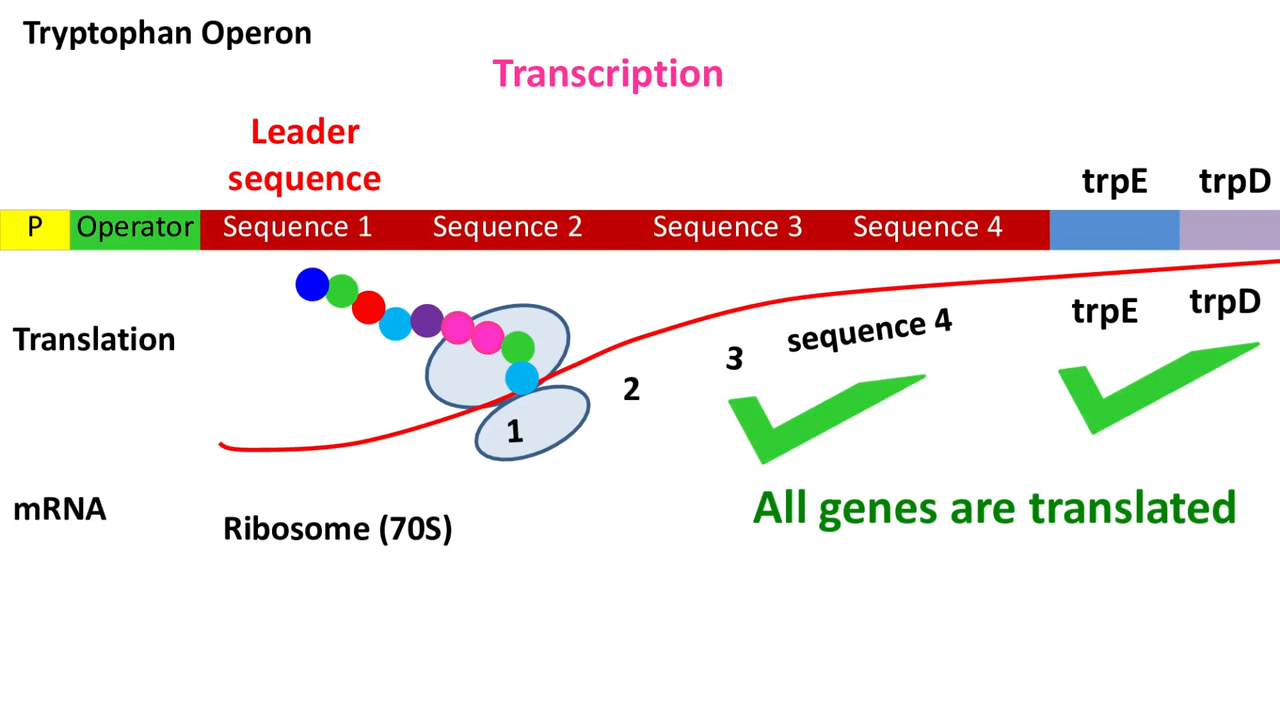 Tryptophan Operon
Transcription
Leader
sequence
trpE trpD
P Operator Sequence 1 Sequence 2 Sequence 3 Sequence 4
Translation
trpE trpD
3 sequence 4
2
1
mRNA
Ribosome (70S)
All genes are translated